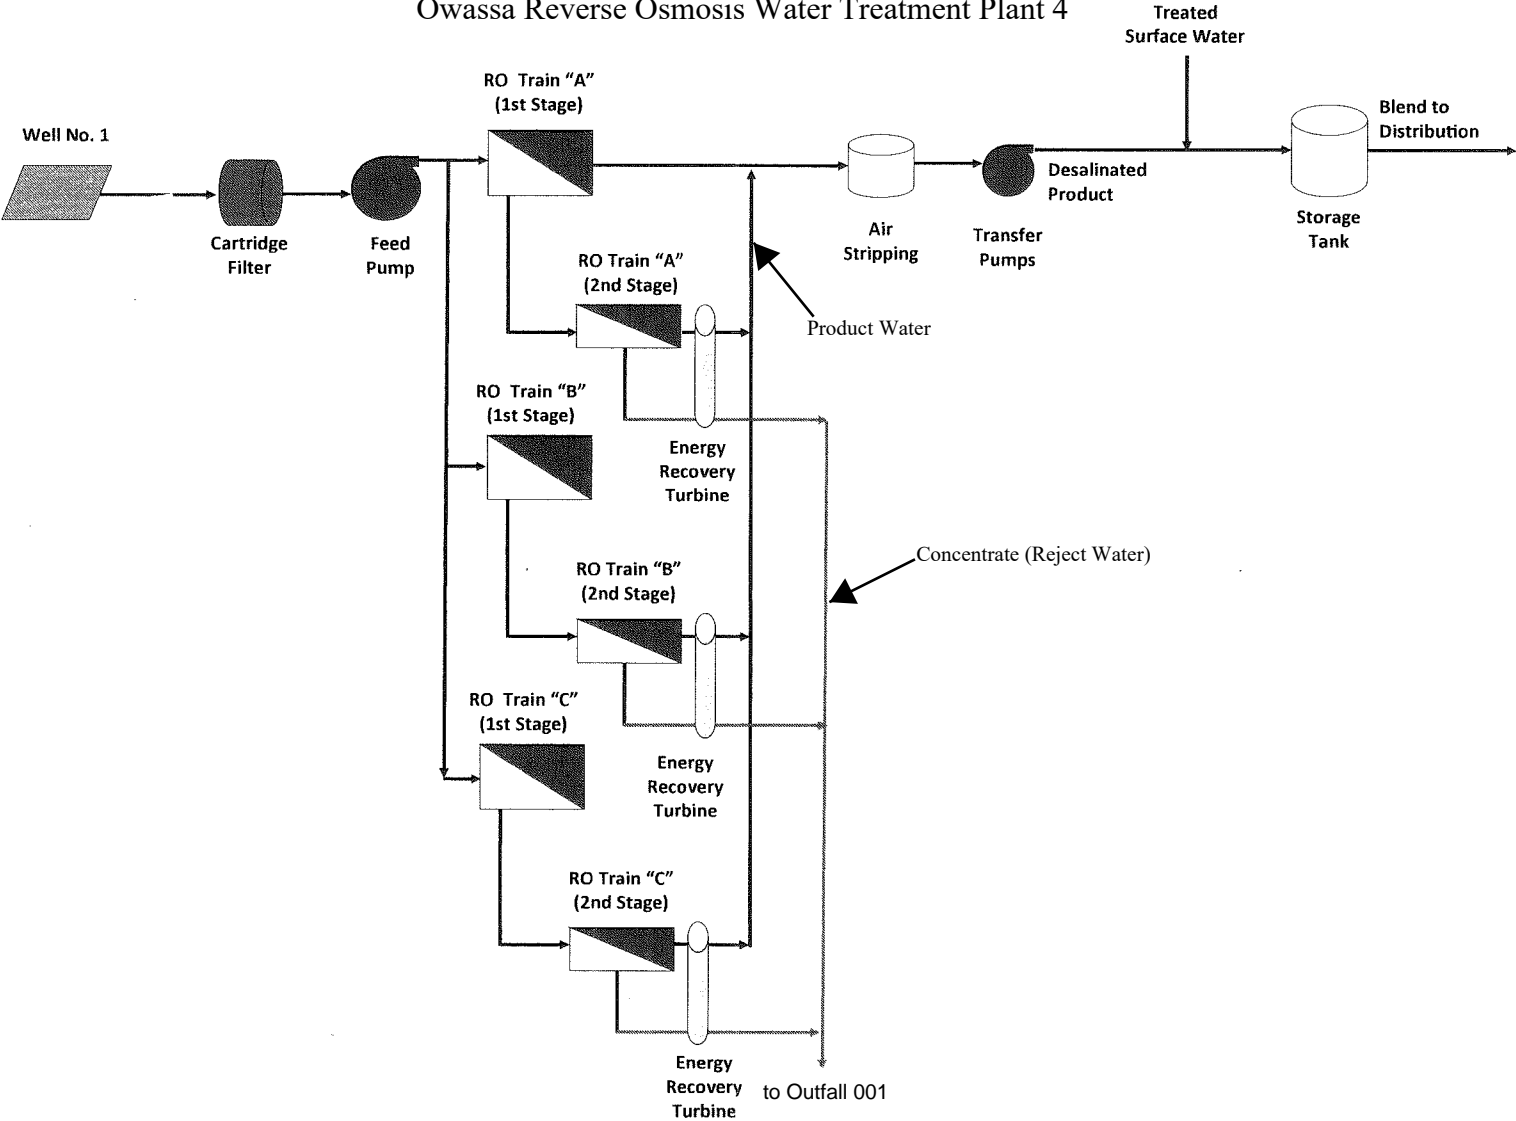 Owassa Reverse Osmosis Water Treatment Plant 4
Treated
Surface Water
RO Train “A”
(1st Stage)
Well No. 1
Blend to
Distribution
Desalinated
Product
Cartridge
Filter
Feed
Pump
Air
Stripping
Transfer
Pumps
Storage
Tank
RO Train “A”
(2nd Stage)
Product Water
RO Train “B”
(1st Stage)
Energy
Recovery
Turbine
Concentrate (Reject Water)
RO Train “B”
(2nd Stage)
RO Train “C”
(1st Stage)
Energy
Recovery
Turbine
RO Train “C”
(2nd Stage)
Energy
Recovery
Turbine
to Outfall 001